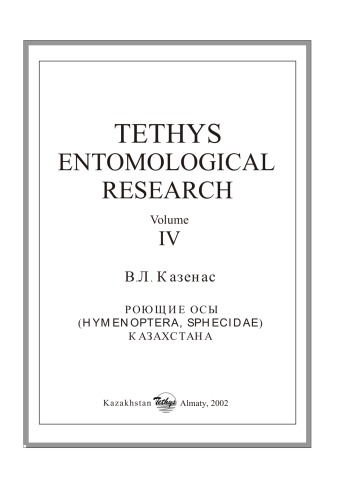 TETHYS
ENTOMOLOGICAL
RESEARCH
Volume
IV
В.Л. Казенас
РОЮЩИЕ ОСЫ
(HYMENOPTERA, SPHECIDAE)
КАЗАХСТАНА
Kazakhstan Tethys Almaty, 2002